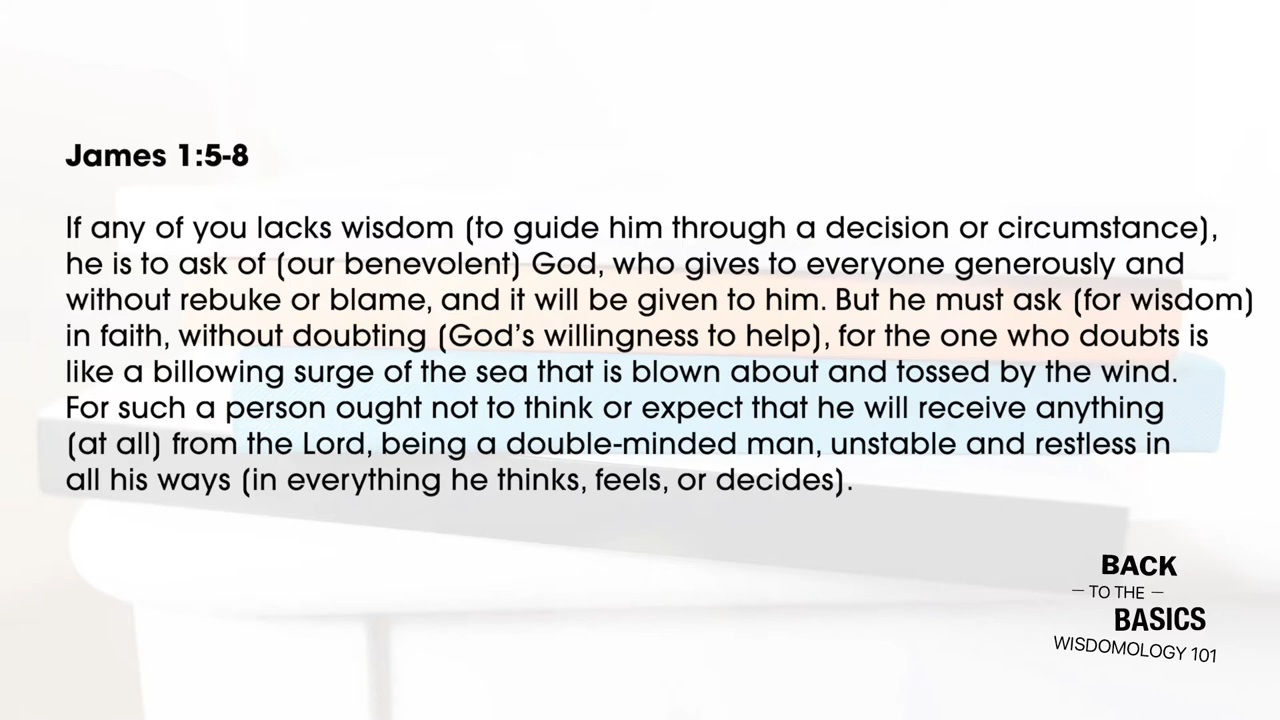 James 1:5-8
If any of you lacks wisdom (to guide him through a decision or circumstance),
he is to ask of (our benevolent) God, who gives to everyone generously and
without rebuke or blame, and it will be given to him. But he must ask (for wisdom)
in faith, without doubting (God's willingness to help), for the one who doubts is
like a billowing surge of the sea that is blown about and tossed by the wind.
For such a person ought not to think or expect that he will receive anything
(at all) from the Lord, being a double-minded man, unstable and restless in
all his ways (in everything he thinks, feels, or decides).
BACK
— TO THE —
BASICS
WISDOMOLOGY 101